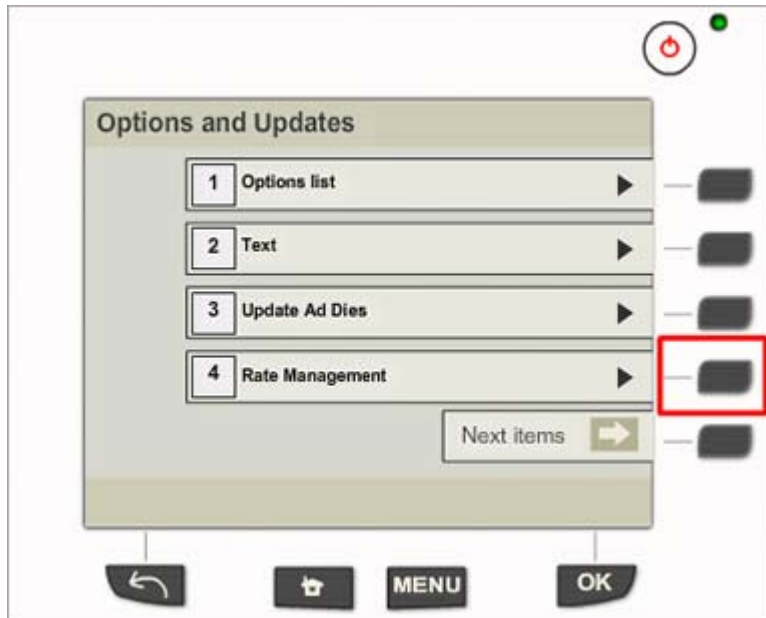 Options and Updates
1 Options list
2 Text
3 Update Ad Dies
4 Rate Management
Next items
MENU
OK